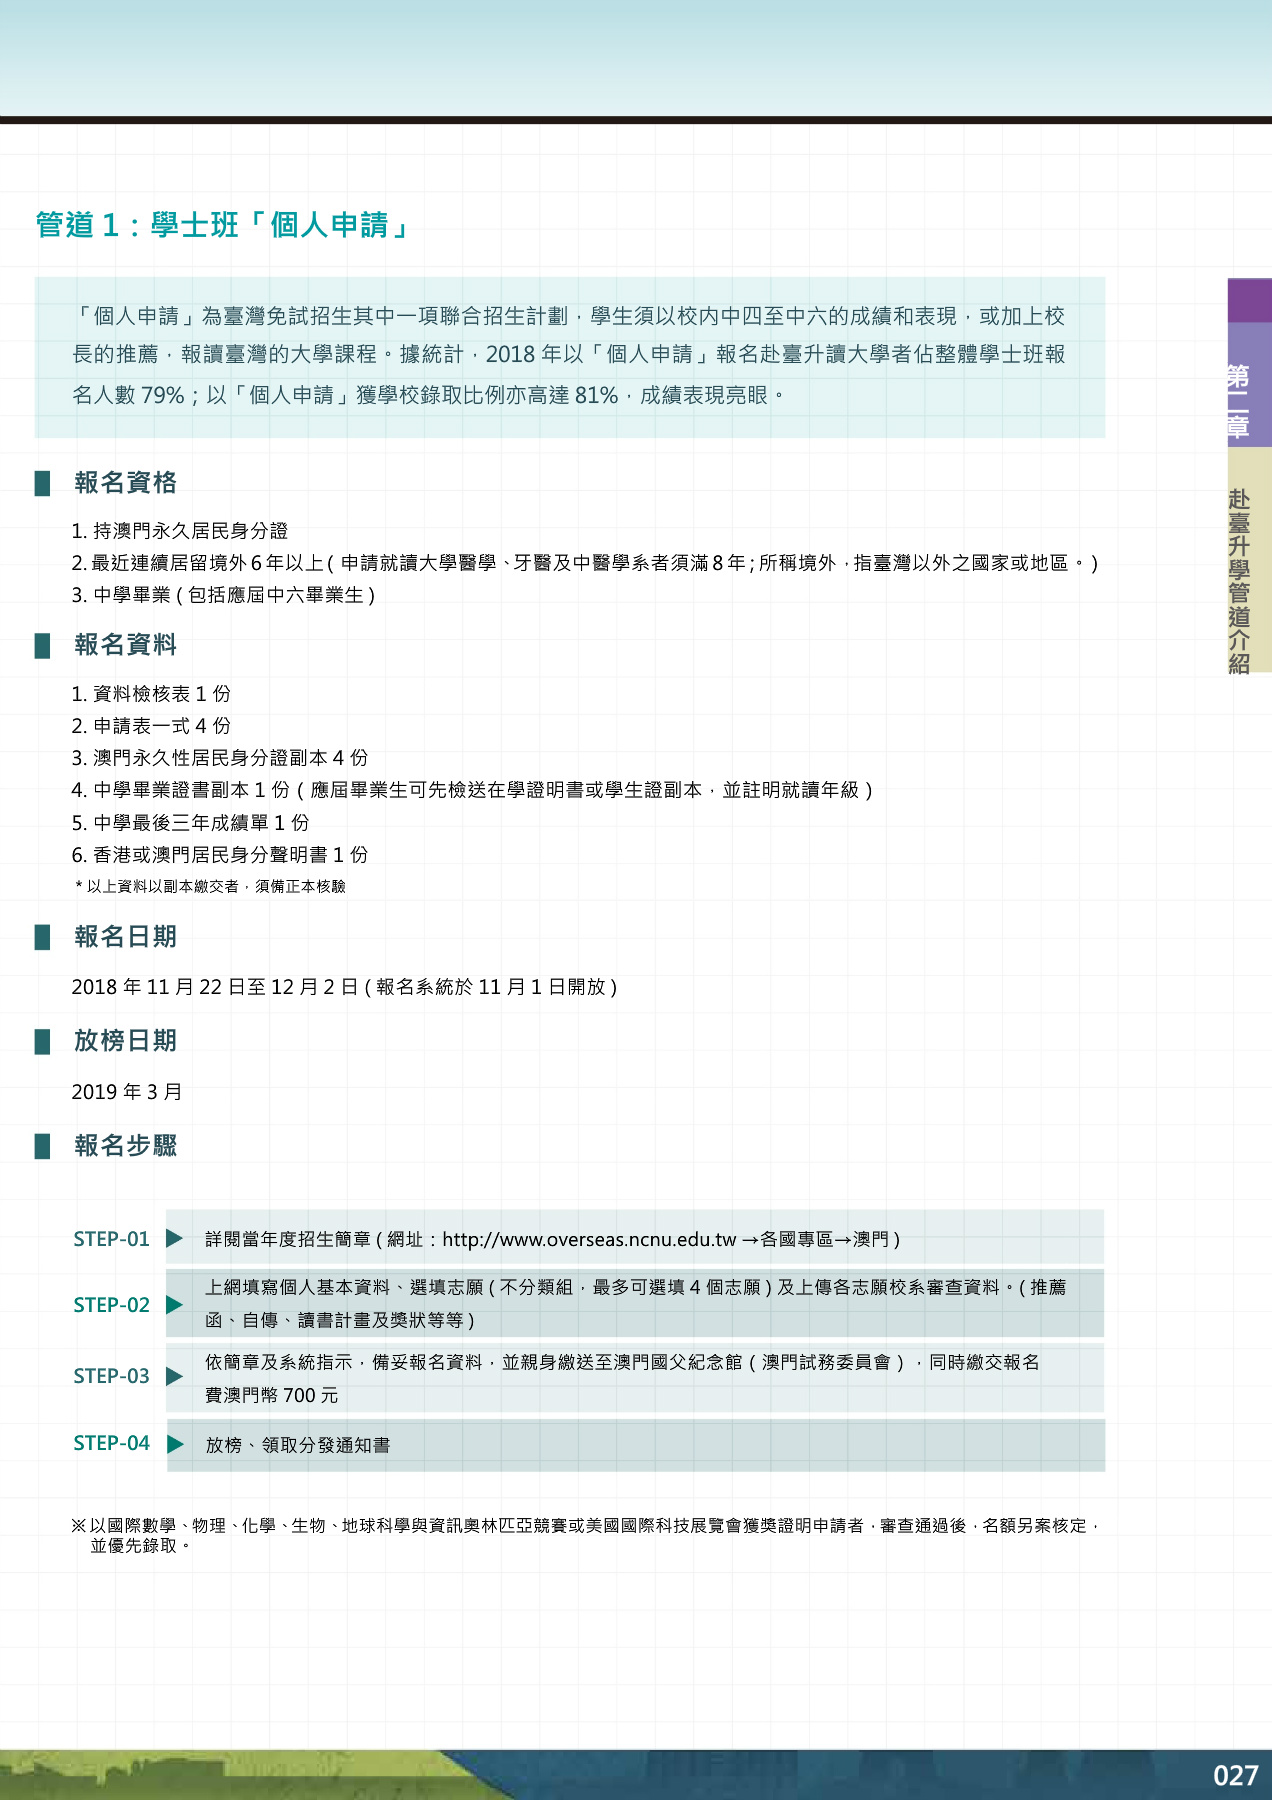 管道 1：學士班「個人申請」
「個人申請」為臺灣免試招生其中一項聯合招生計劃，學生須以校內中四至中六的成績和表現，或加上校
長的推薦，報讀臺灣的大學課程。據統計，2018 年以「個人申請」報名赴臺升讀大學者佔整體學士班報
名人數 79%；以「個人申請」獲學校錄取比例亦高達 81%，成績表現亮眼。
報名資格
1. 持澳門永久居民身分證
2. 最近連續居留境外 6 年以上 ( 申請就讀大學醫學、牙醫及中醫學系者須滿 8 年；所稱境外，指臺灣以外之國家或地區。)
3. 中學畢業 ( 包括應屆中六畢業生 )
報名資料
1. 資料檢核表 1 份
2. 申請表一式 4 份
3. 澳門永久性居民身分證副本 4 份
4. 中學畢業證書副本 1 份 ( 應屆畢業生可先檢送在學證明書或學生證副本，並註明就讀年級 )
5. 中學最後三年成績單 1 份
6. 香港或澳門居民身分聲明書 1 份
* 以上資料以副本繳交者，須備正本核驗
報名日期
2018 年 11 月 22 日至 12 月 2 日 ( 報名系統於 11 月 1 日開放 )
放榜日期
2019 年 3 月
報名步驟
STEP-01 ▶ 詳閱當年度招生簡章 ( 網址：http://www.overseas.ncnu.edu.tw →各國專區→澳門 )
STEP-02 ▶ 上網填寫個人基本資料、選填志願 ( 不分類組，最多可選填 4 個志願 ) 及上傳各志願校系審查資料。( 推薦
函、自傳、讀書計畫及獎狀等等 )
STEP-03 ▶ 依簡章及系統指示，備妥報名資料，並親身繳送至澳門國父紀念館 ( 澳門試務委員會 )，同時繳交報名
費澳門幣 700 元
STEP-04 ▶ 放榜、領取分發通知書
※ 以國際數學、物理、化學、生物、地球科學與資訊奧林匹亞競賽或美國國際科技展覽會獲獎證明申請者，審查通過後，名額另案核定，
並優先錄取。
第二章
赴臺升學管道介紹
027